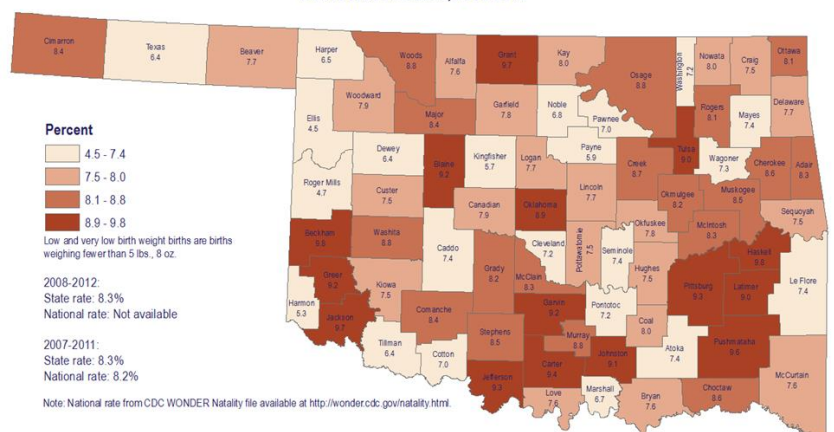 Cimarron
8.4
Texas
6.4
Beaver
7.7
Harper
6.5
Woods
8.8
Alfalfa
7.6
Grant
9.7
Kay
8.0
Osage
8.8
Washington
7.2
Nowata
8.0
Craig
7.5
Ottawa
8.1
Ellis
4.5
Woodward
7.9
Major
8.4
Garfield
7.8
Noble
6.8
Pawnee
7.0
Rogers
8.1
Mayes
7.4
Delaware
7.7
Percent
4.5 - 7.4
7.5 - 8.0
8.1 - 8.8
8.9 - 9.8
Low and very low birth weight births are births
weighing fewer than 5 lbs., 8 oz.
2008-2012:
State rate: 8.3%
National rate: Not available
2007-2011:
State rate: 8.3%
National rate: 8.2%
Dewey
6.4
Blaine
9.2
Kingfisher
5.7
Logan
7.7
Payne
5.9
Creek
8.7
Tulsa
9.0
Wagoner
7.3
Cherokee
8.6
Adair
8.3
Roger Mills
4.7
Custer
7.5
Canadian
7.9
Oklahoma
8.9
Lincoln
7.7
Okmulgee
8.2
Muskogee
8.5
Sequoyah
7.5
Beckham
Washita
8.8
Caddo
7.4
Grady
8.2
Cleveland
7.2
Pottawatomie
7.5
Seminole
7.4
Okfuskee
7.8
McIntosh
8.3
Haskell
Greer
9.2
Kiowa
7.5
McClain
8.3
Hughes
7.5
Pittsburg
9.3
Latimer
9.0
Le Flore
7.4
Harmon
5.3
Jackson
9.7
Comanche
8.4
Garvin
9.2
Pontotoc
7.2
Coal
8.0
Tillman
6.4
Cotton
7.0
Stephens
8.5
Murray
8.8
Johnston
9.1
Atoka
7.4
Pushmataha
Jefferson
9.3
Carter
9.4
Love
7.6
Marshall
6.7
Bryan
7.6
Choctaw
8.6
McCurtain
7.6
Note: National rate from CDC WONDER Natality file available at http://wonder.cdc.gov/natality.html.